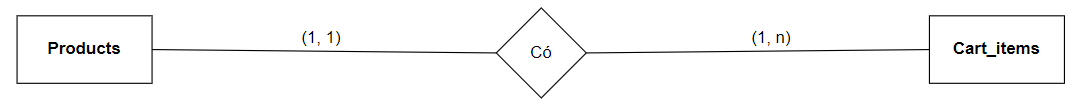 Products
(1, 1)
Có
(1, n)
Cart_items